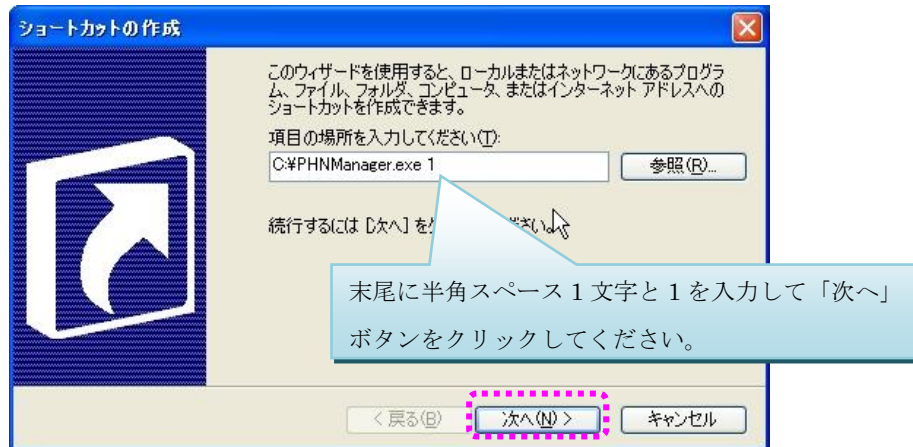 ショートカットの作成
このウィザードを使用すると、ローカルまたはネットワークにあるプログラ
ム、ファイル、フォルダ、コンピュータ、またはインターネット アドレスへの
ショートカットを作成できます。
項目の場所を入力してください(T):
C:¥PHNManager.exe 1
参照(R)...
続行するには [次へ] を ださい。
末尾に半角スペース 1 文字と 1 を入力して「次へ」
ボタンをクリックしてください。
< 戻る(B)
次へ(N) >
キャンセル